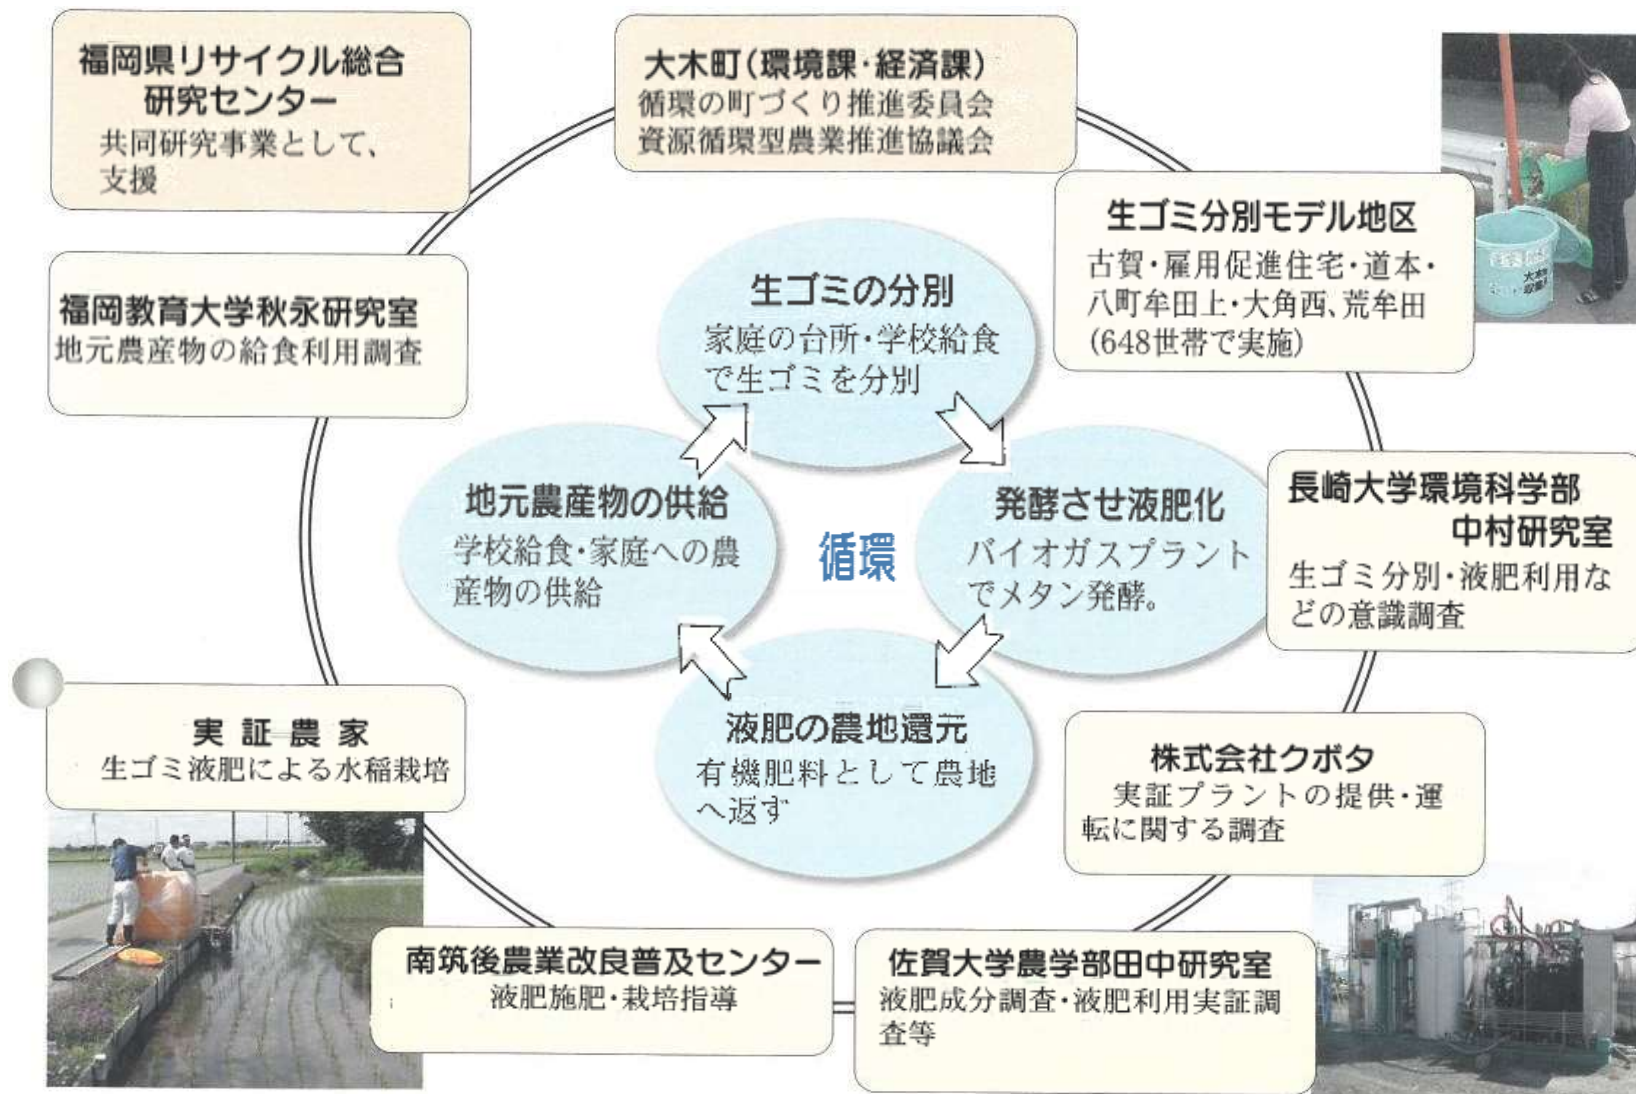 福岡県リサイクル総合
研究センター
共同研究事業として、
支援
大木町(環境課・経済課)
循環の町づくり推進委員会
資源循環型農業推進協議会
生ゴミ分別モデル地区
古賀・雇用促進住宅・道本・
八町牟田上・大角西、荒牟田
(648世帯で実施)
福岡教育大学秋永研究室
地元農産物の給食利用調査
生ゴミの分別
家庭の台所・学校給食
で生ゴミを分別
地元農産物の供給
学校給食・家庭への農
産物の供給
循環
発酵させ液肥化
バイオガスプラント
でメタン発酵。
長崎大学環境科学部
中村研究室
生ゴミ分別・液肥利用な
どの意識調査
液肥の農地還元
有機肥料として農地
へ返す
実証農家
生ゴミ液肥による水稲栽培
株式会社クボタ
実証プラントの提供・運
転に関する調査
南筑後農業改良普及センター
液肥施肥・栽培指導
佐賀大学農学部田中研究室
液肥成分調査・液肥利用実証調
査等